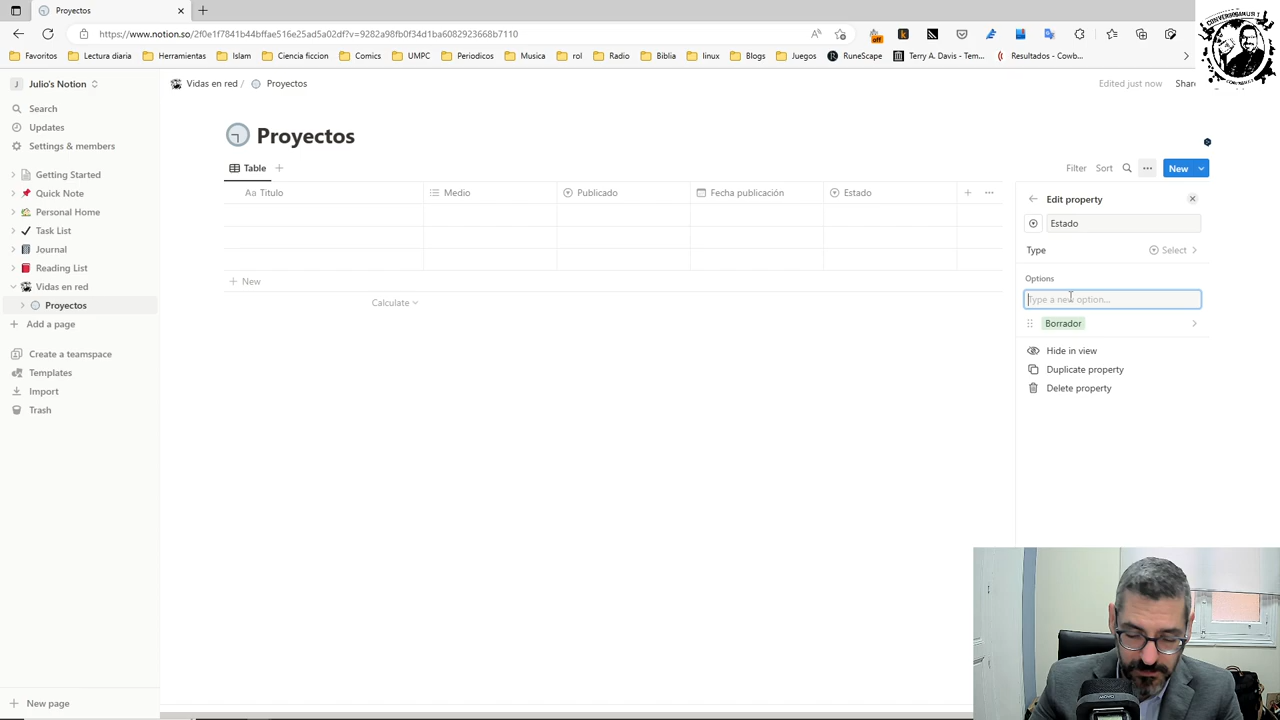 Proyectos
https://www.notion.so/2f0e1f7841b44bffae516e25ad5a02df?v=9282a98fb0f34d1ba6082923668b7110
Favoritos Lectura diaria Herramientas Islam Ciencia ficcion Comics UMPC Periodicos Musica rol Radio Biblia linux Blogs Juegos RuneScape Terry A. Davis - Tem... Resultados - Cowb...
J Julio's Notion
Vidas en red / Proyectos
Edited just now
Share
Search
Updates
Settings & members
Getting Started
Quick Note
Personal Home
Task List
Journal
Reading List
Vidas en red
Proyectos
Add a page
Create a teamspace
Templates
Import
Trash
New page
Proyectos
Table
Filter Sort New
Aa Titulo Medio Publicado Fecha publicación Estado
New
Calculate
Edit property
Estado
Type Select
Options
Type a new option...
Borrador
Hide in view
Duplicate property
Delete property
MOVO